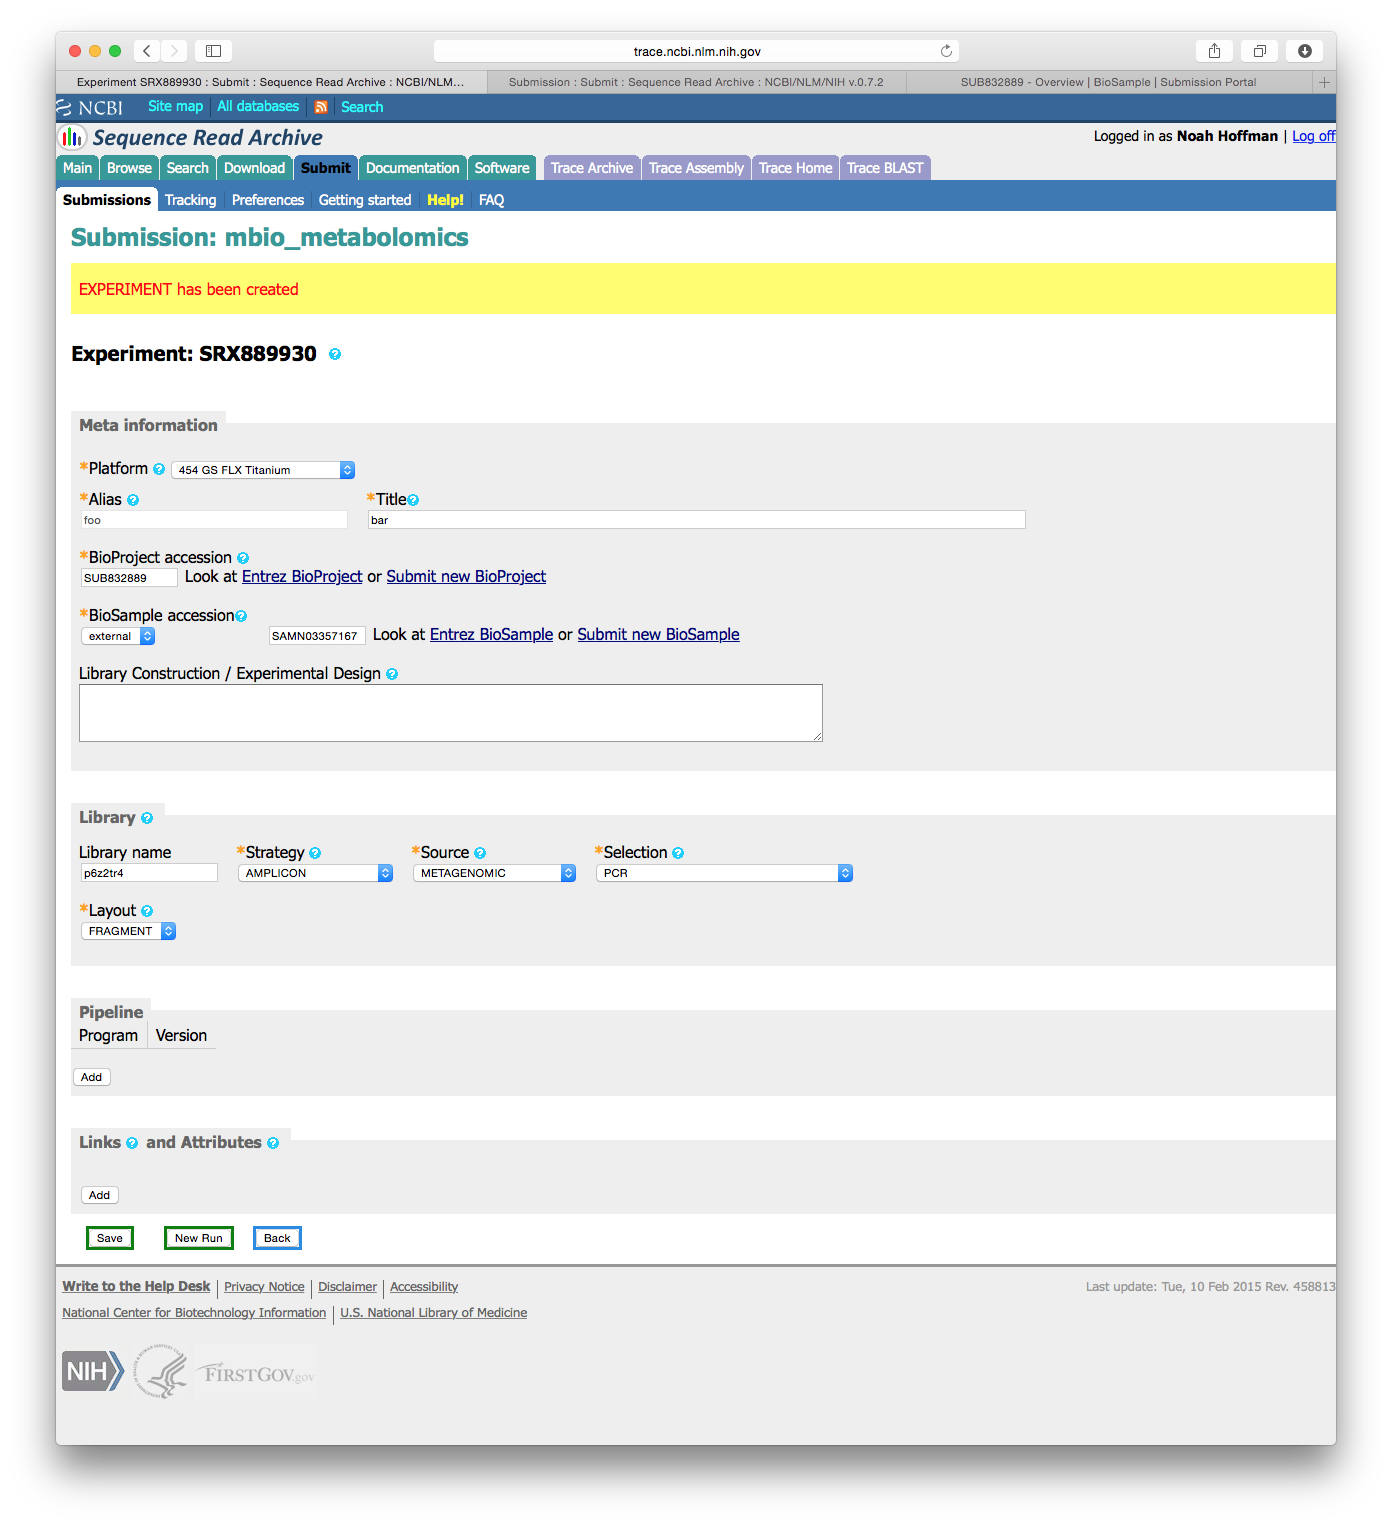 trace.ncbi.nlm.nih.gov
Experiment SRX889930 : Submit : Sequence Read Archive : NCBI/NLM... Submission : Submit : Sequence Read Archive : NCBI/NLM/NIH v.0.7.2 SUB832889 - Overview | BioSample | Submission Portal
NCBI Site map All databases Search
Sequence Read Archive Logged in as Noah Hoffman | Log off
Main Browse Search Download Submit Documentation Software Trace Archive Trace Assembly Trace Home Trace BLAST
Submissions Tracking Preferences Getting started Help! FAQ
Submission: mbio_metabolomics
EXPERIMENT has been created
Experiment: SRX889930 ?
Meta information
*Platform ? 454 GS FLX Titanium
*Alias ? *Title ?
foo bar
*BioProject accession ?
SUB832889 Look at Entrez BioProject or Submit new BioProject
*BioSample accession ?
external SAMN03357167 Look at Entrez BioSample or Submit new BioSample
Library Construction / Experimental Design ?
Library ?
Library name *Strategy ? *Source ? *Selection ?
p6z2tr4 AMPLICON METAGENOMIC PCR
*Layout ?
FRAGMENT
Pipeline
Program Version
Add
Links ? and Attributes ?
Add
Save New Run Back
Write to the Help Desk Privacy Notice Disclaimer Accessibility Last update: Tue, 10 Feb 2015 Rev. 458813
National Center for Biotechnology Information U.S. National Library of Medicine
NIH FIRSTGOV.gov